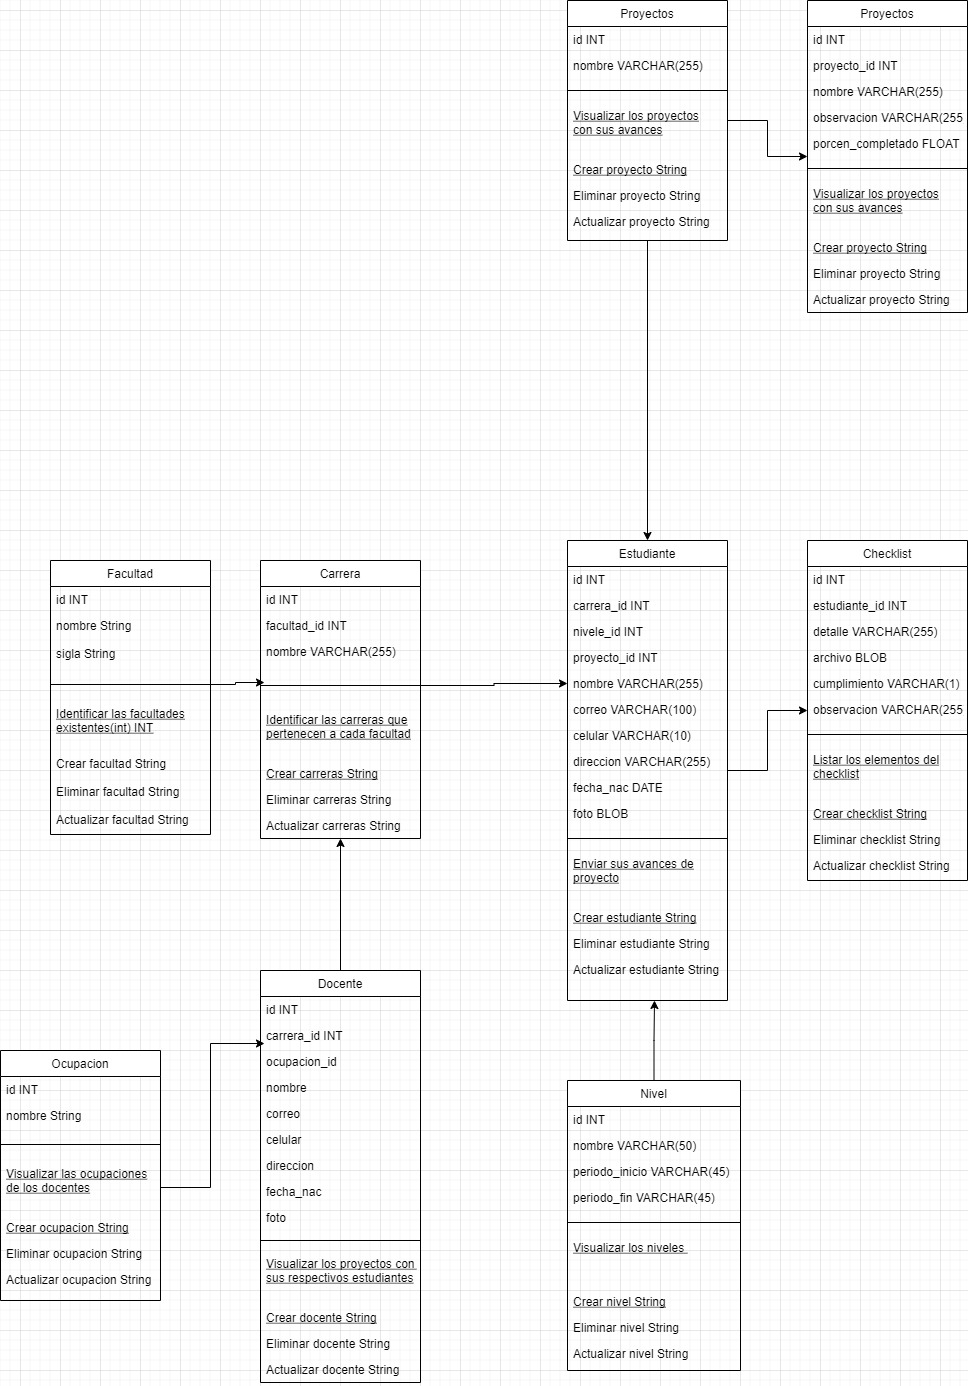 Proyectos
id INT
nombre VARCHAR(255)
Visualizar los proyectos
con sus avances
Crear proyecto String
Eliminar proyecto String
Actualizar proyecto String
Proyectos
id INT
proyecto_id INT
nombre VARCHAR(255)
observacion VARCHAR(255
porcen_completado FLOAT
Visualizar los proyectos
con sus avances
Crear proyecto String
Eliminar proyecto String
Actualizar proyecto String
Facultad
id INT
nombre String
sigla String
Identificar las facultades
existentes(int) INT
Crear facultad String
Eliminar facultad String
Actualizar facultad String
Carrera
id INT
facultad_id INT
nombre VARCHAR(255)
Identificar las carreras que
pertenecen a cada facultad
Crear carreras String
Eliminar carreras String
Actualizar carreras String
Estudiante
id INT
carrera_id INT
nivele_id INT
proyecto_id INT
nombre VARCHAR(255)
correo VARCHAR(100)
celular VARCHAR(10)
direccion VARCHAR(255)
fecha_nac DATE
foto BLOB
Enviar sus avances de
proyecto
Crear estudiante String
Eliminar estudiante String
Actualizar estudiante String
Checklist
id INT
estudiante_id INT
detalle VARCHAR(255)
archivo BLOB
cumplimiento VARCHAR(1)
observacion VARCHAR(255
Listar los elementos del
checklist
Crear checklist String
Eliminar checklist String
Actualizar checklist String
Ocupacion
id INT
nombre String
Visualizar las ocupaciones
de los docentes
Crear ocupacion String
Eliminar ocupacion String
Actualizar ocupacion String
Docente
id INT
carrera_id INT
ocupacion_id
nombre
correo
celular
direccion
fecha_nac
foto
Visualizar los proyectos con
sus respectivos estudiantes
Crear docente String
Eliminar docente String
Actualizar docente String
Nivel
id INT
nombre VARCHAR(50)
periodo_inicio VARCHAR(45)
periodo_fin VARCHAR(45)
Visualizar los niveles
Crear nivel String
Eliminar nivel String
Actualizar nivel String